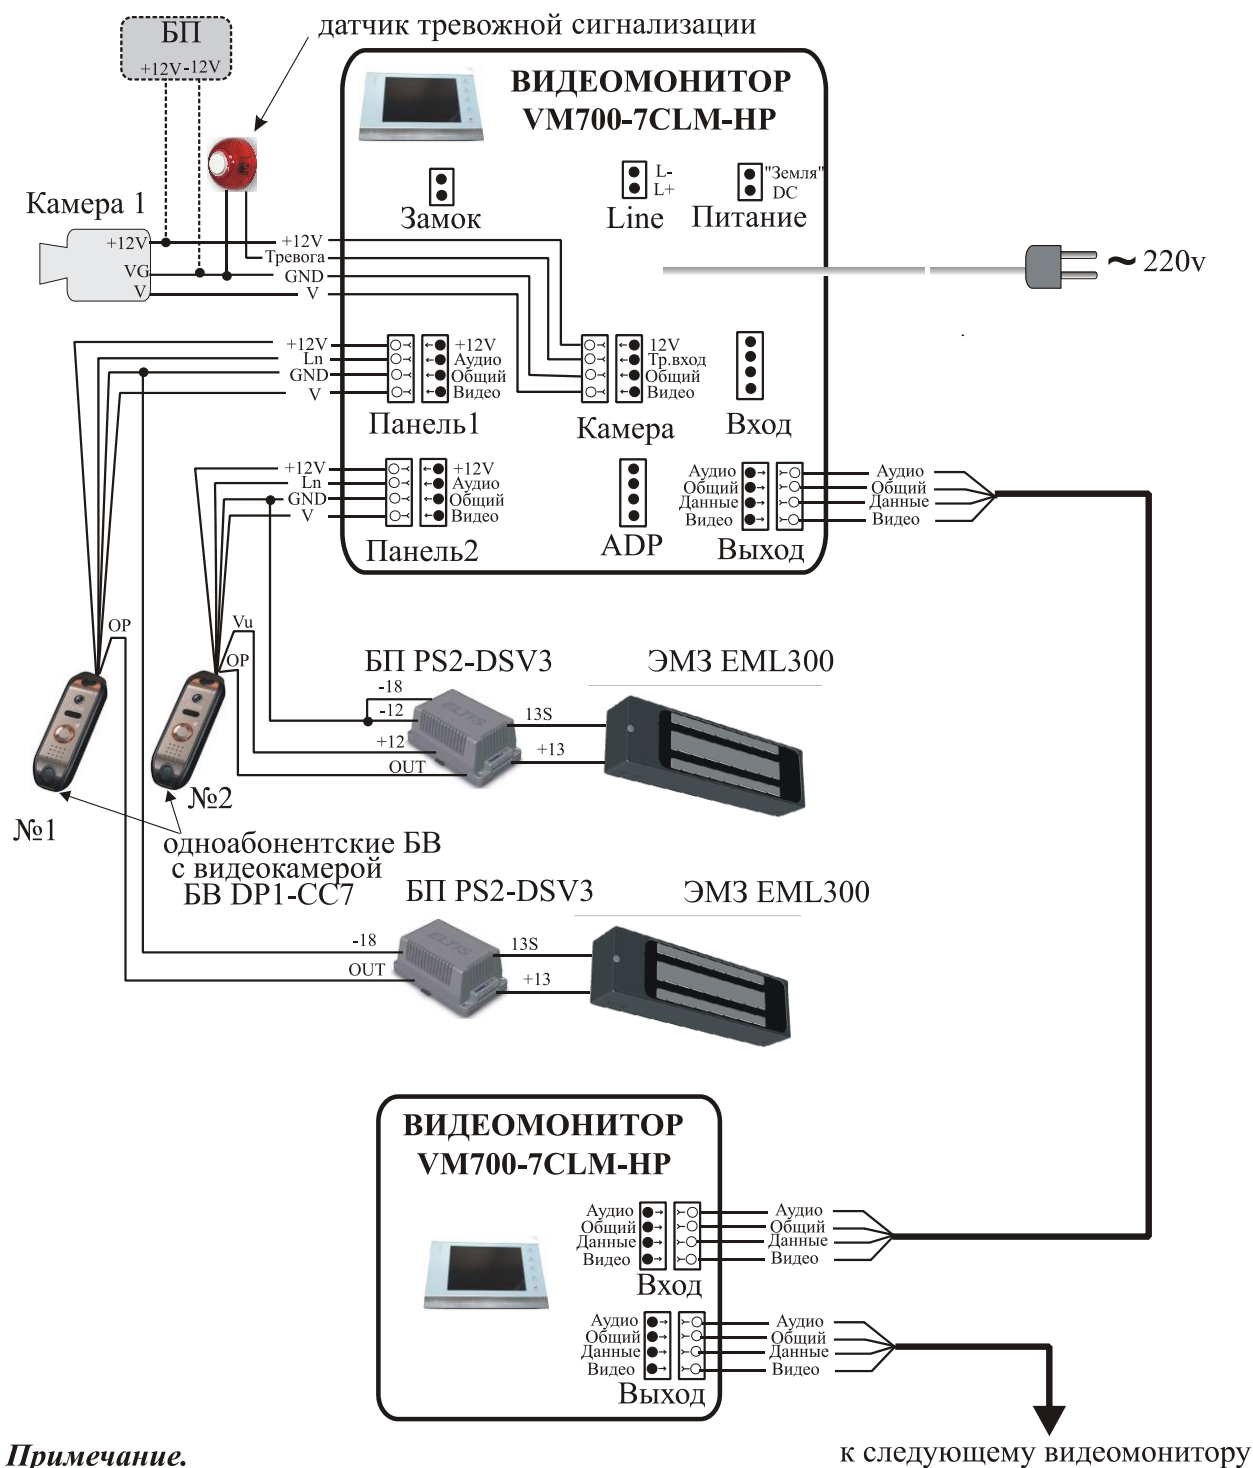 БП
+12V-12V
датчик тревожной сигнализации
ВИДЕОМОНИТОР
VM700-7CLM-HP
Замок
L-
L+
Line
"Земля"
DC
Питание
Камера 1
+12V
VG
V
+12V
Тревога
GND
V
~ 220v
+12V
Ln
GND
V
+12V
Аудио
Общий
Видео
Панель1
12V
Тр.вход
Общий
Видео
Камера
Вход
+12V
Ln
GND
V
+12V
Аудио
Общий
Видео
Панель2
ADP
Аудио
Общий
Данные
Видео
Выход
Аудио
Общий
Данные
Видео
OP
Vu
OP
БП PS2-DSV3
ЭМЗ EML300
-18
-12
+12
OUT
ELTIS
13S
+13
№1
№2
одноабонентские БВ
с видеокамерой
БВ DP1-CC7
БП PS2-DSV3
ЭМЗ EML300
-18
OUT
ELTIS
13S
+13
ВИДЕОМОНИТОР
VM700-7CLM-HP
Аудио
Общий
Данные
Видео
Вход
Аудио
Общий
Данные
Видео
Аудио
Общий
Данные
Видео
Выход
Аудио
Общий
Данные
Видео
к следующему видеомонитору
Примечание.